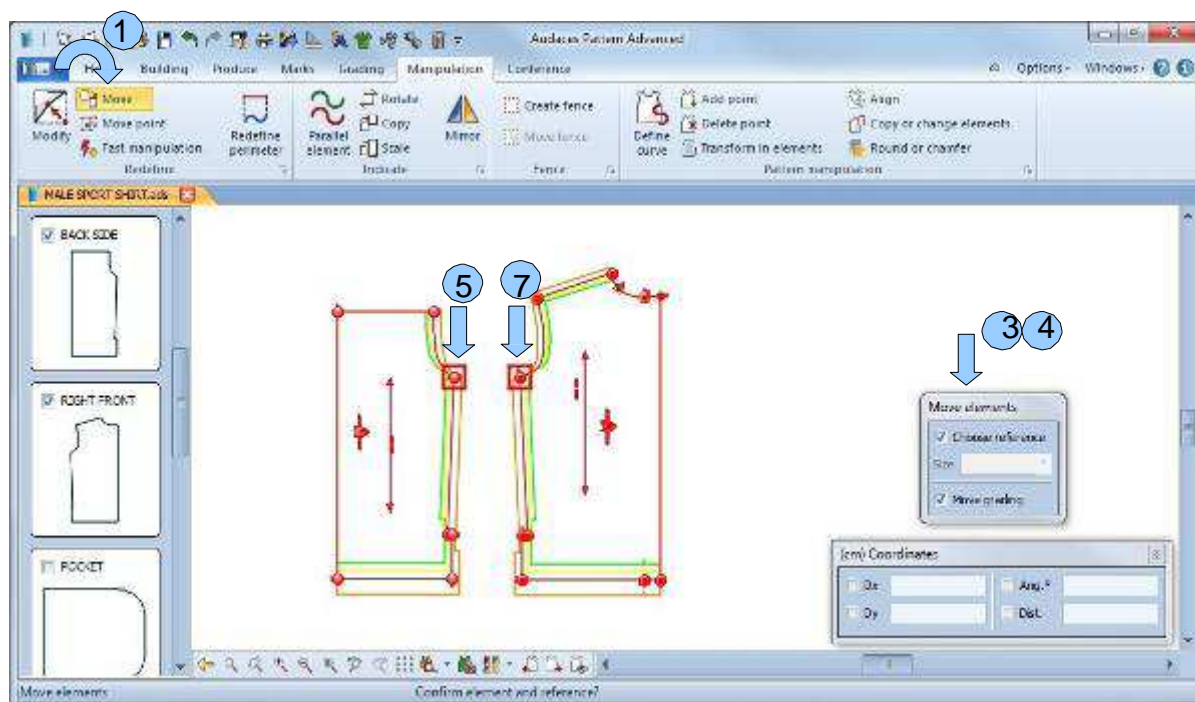 1
Audaces Pattern Advanced
Building Produce Marks Grading Manipulation Conference
Options Windows
Move
Move point
Fast manipulation
Modify
Redefine
Redefine perimeter
Parallel element
Rotate
Copy
Scale
Indicate
Mirror
Create fence
Move fence
Fence
Define curve
Add point
Delete point
Transform in elements
Align
Copy or change elements
Round or chamfer
Pattern manipulation
MALE SPORT SHIRT.ads
BACK SIDE
RIGHT FRONT
POCKET
5
7
3 4
Move elements
Choose reference
Size
Move grading
(cm) Coordinates
Dx
Dy
Ang.º
Dist.
Move elements
Confirm element and reference?